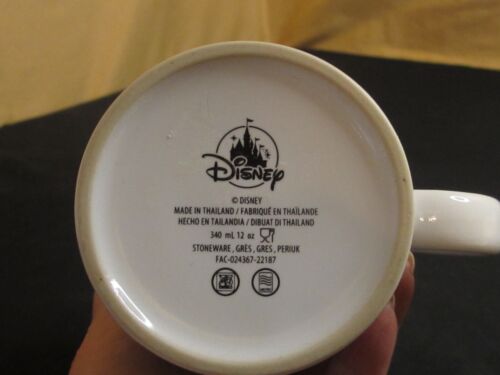 Disney
© DISNEY
MADE IN THAILAND / FABRIQUÉ EN THAÏLANDE
HECHO EN TAILANDIA / DIBUAT DI THAILAND
340 mL 12 oz
STONEWARE, GRÈS, GRES, PERIUK
FAC-024367-22187